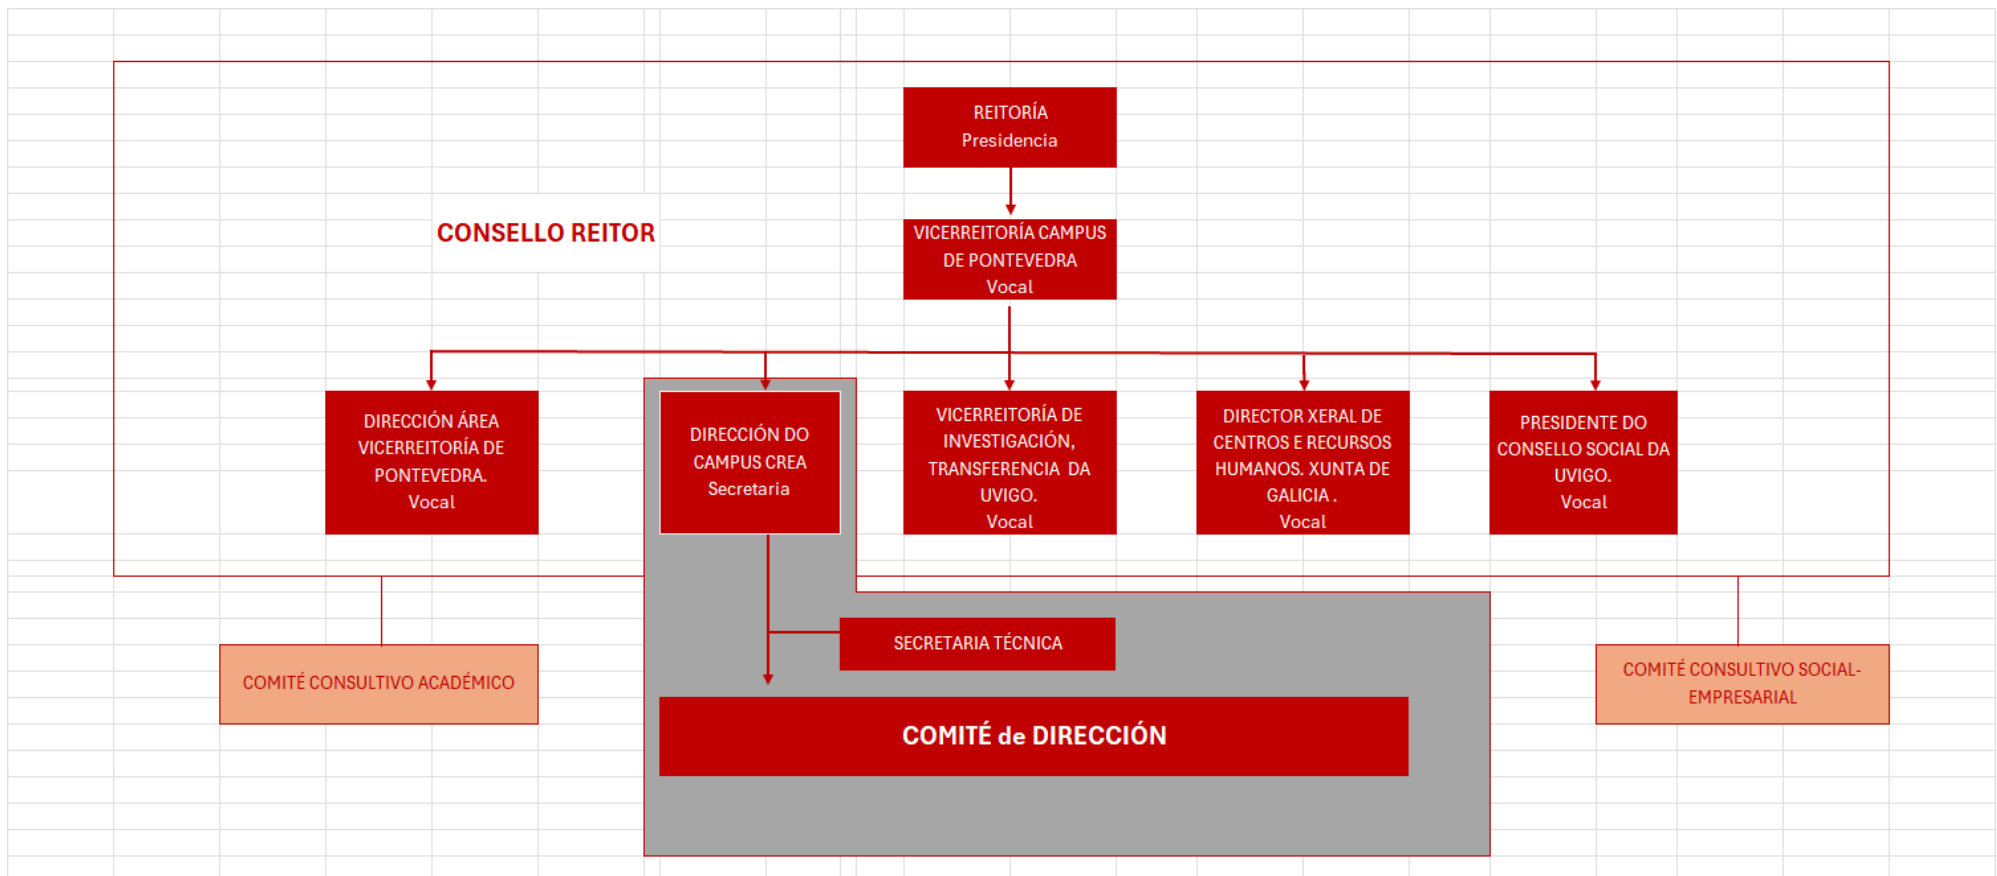 REITORÍA
Presidencia
CONSELLO REITOR
VICERREITORÍA CAMPUS
DE PONTEVEDRA
Vocal
DIRECCIÓN ÁREA
VICERREITORÍA DE
PONTEVEDRA.
Vocal
DIRECCIÓN DO
CAMPUS CREA
Secretaria
VICERREITORÍA DE
INVESTIGACIÓN,
TRANSFERENCIA DA
UVIGO.
Vocal
DIRECTOR XERAL DE
CENTROS E RECURSOS
HUMANOS. XUNTA DE
GALICIA .
Vocal
PRESIDENTE DO
CONSELLO SOCIAL DA
UVIGO.
Vocal
SECRETARIA TÉCNICA
COMITÉ CONSULTIVO ACADÉMICO
COMITÉ CONSULTIVO SOCIAL-
EMPRESARIAL
COMITÉ de DIRECCIÓN